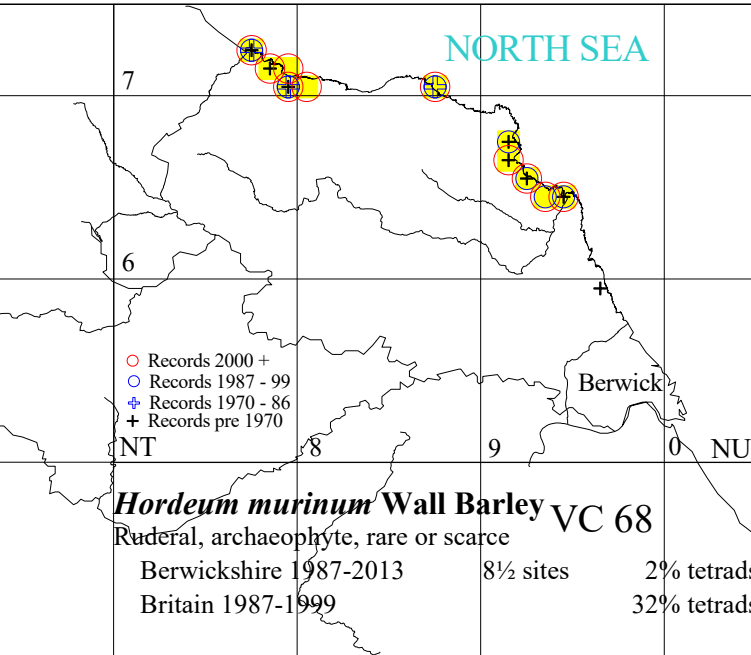 NORTH SEA
7
6
Records 2000 +
Records 1987 - 99
Records 1970 - 86
Records pre 1970
Berwick
NT 8 9 0 NU
Hordeum murinum Wall Barley VC 68
Ruderal, archaeophyte, rare or scarce
Berwickshire 1987-2013 8½ sites 2% tetrads
Britain 1987-1999 32% tetrads